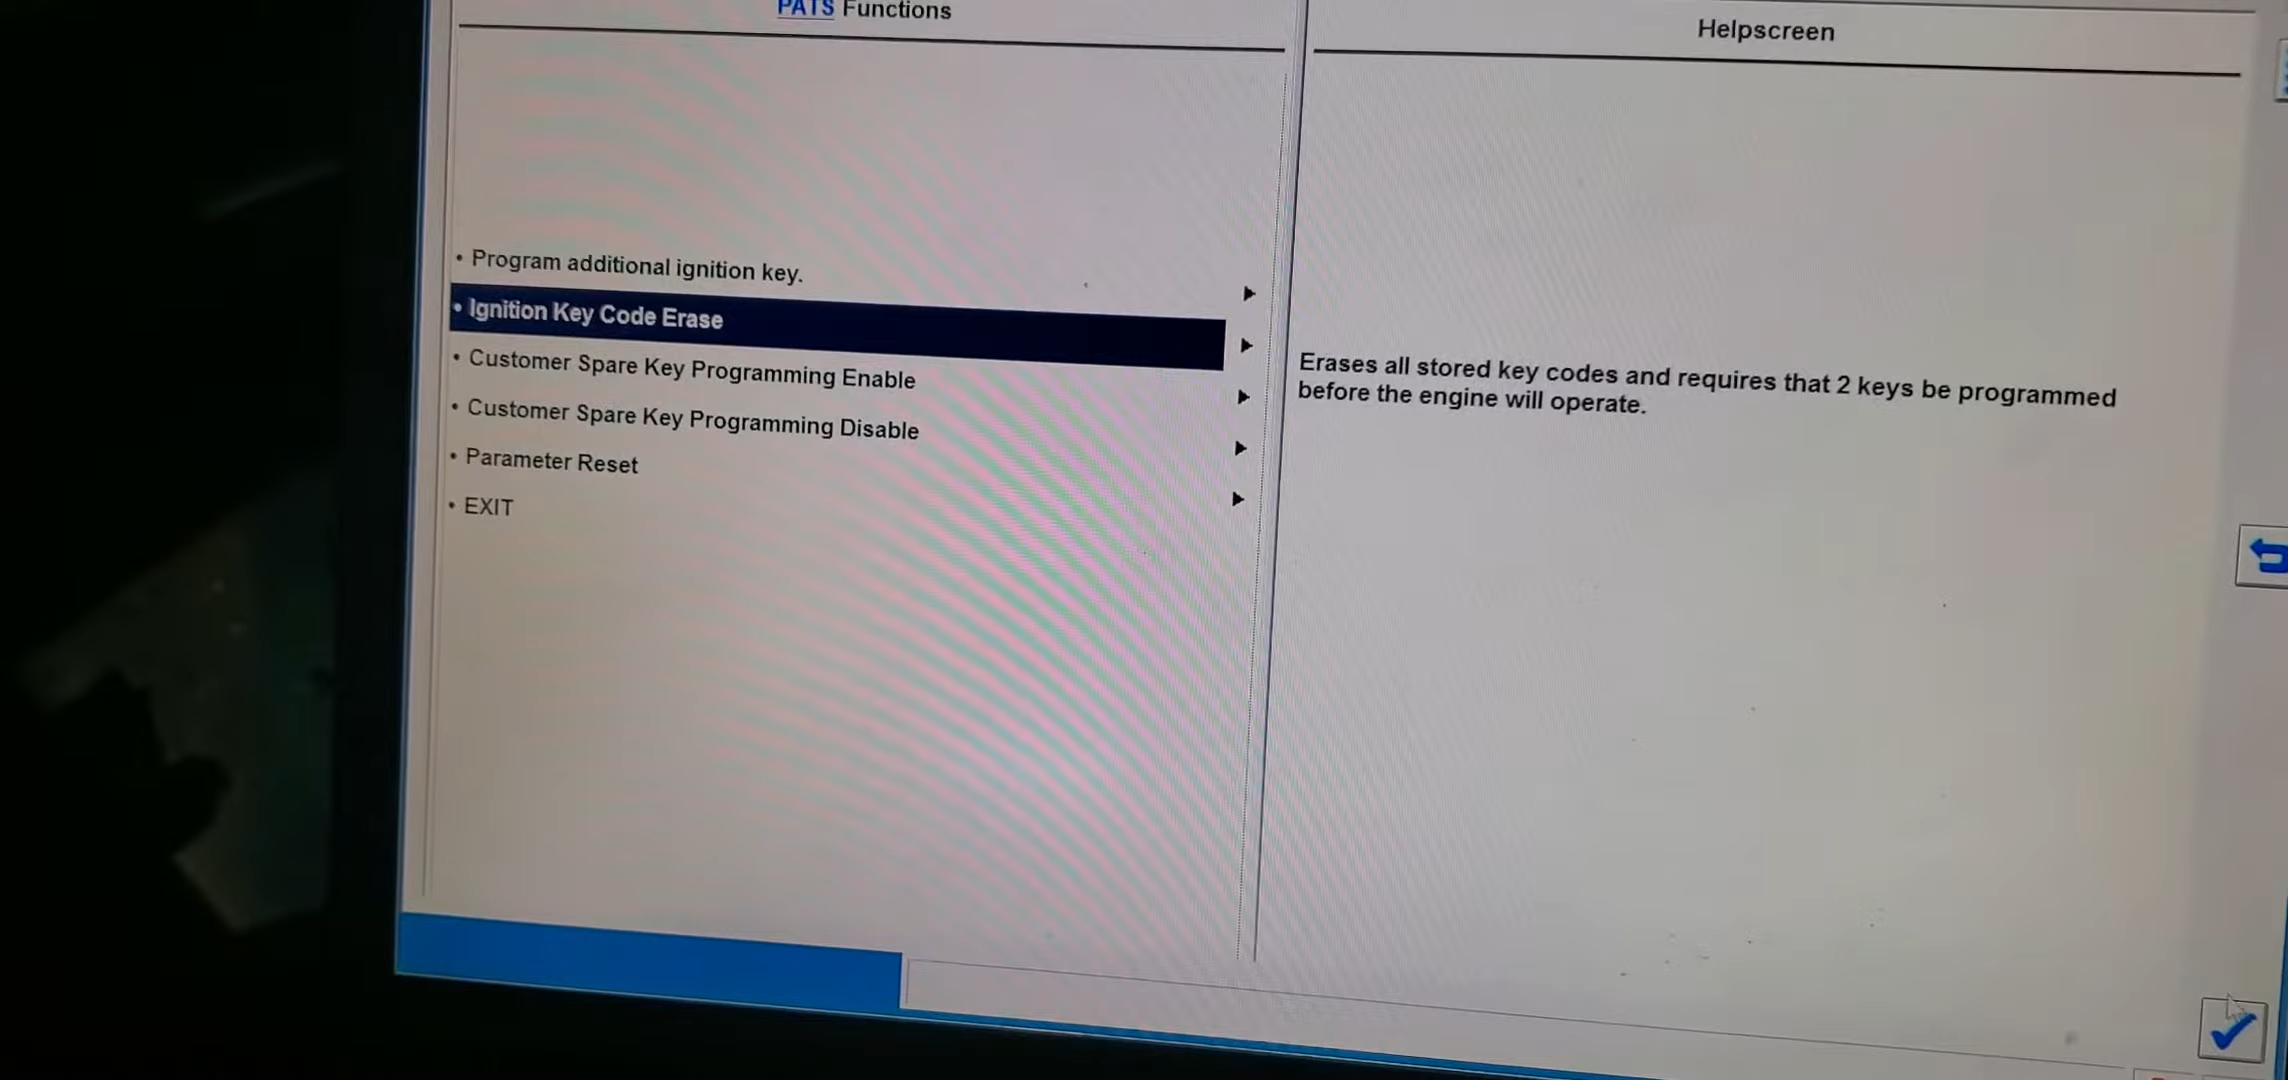 PATS Functions
Helpscreen
• Program additional ignition key.
• Ignition Key Code Erase
• Customer Spare Key Programming Enable
• Customer Spare Key Programming Disable
• Parameter Reset
• EXIT
Erases all stored key codes and requires that 2 keys be programmed
before the engine will operate.